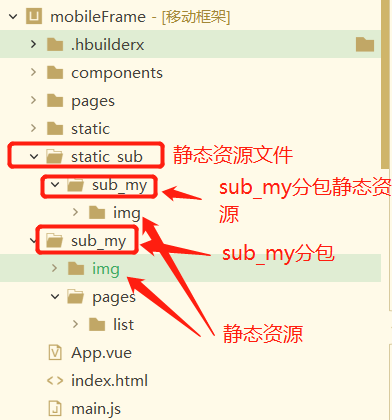 mobileFrame - [移动框架]
.hbuilderx
components
pages
static
static_sub
静态资源文件
sub_my
sub_my分包静态资
源
img
sub_my
sub_my分包
img
pages
静态资源
list
App.vue
index.html
main.js